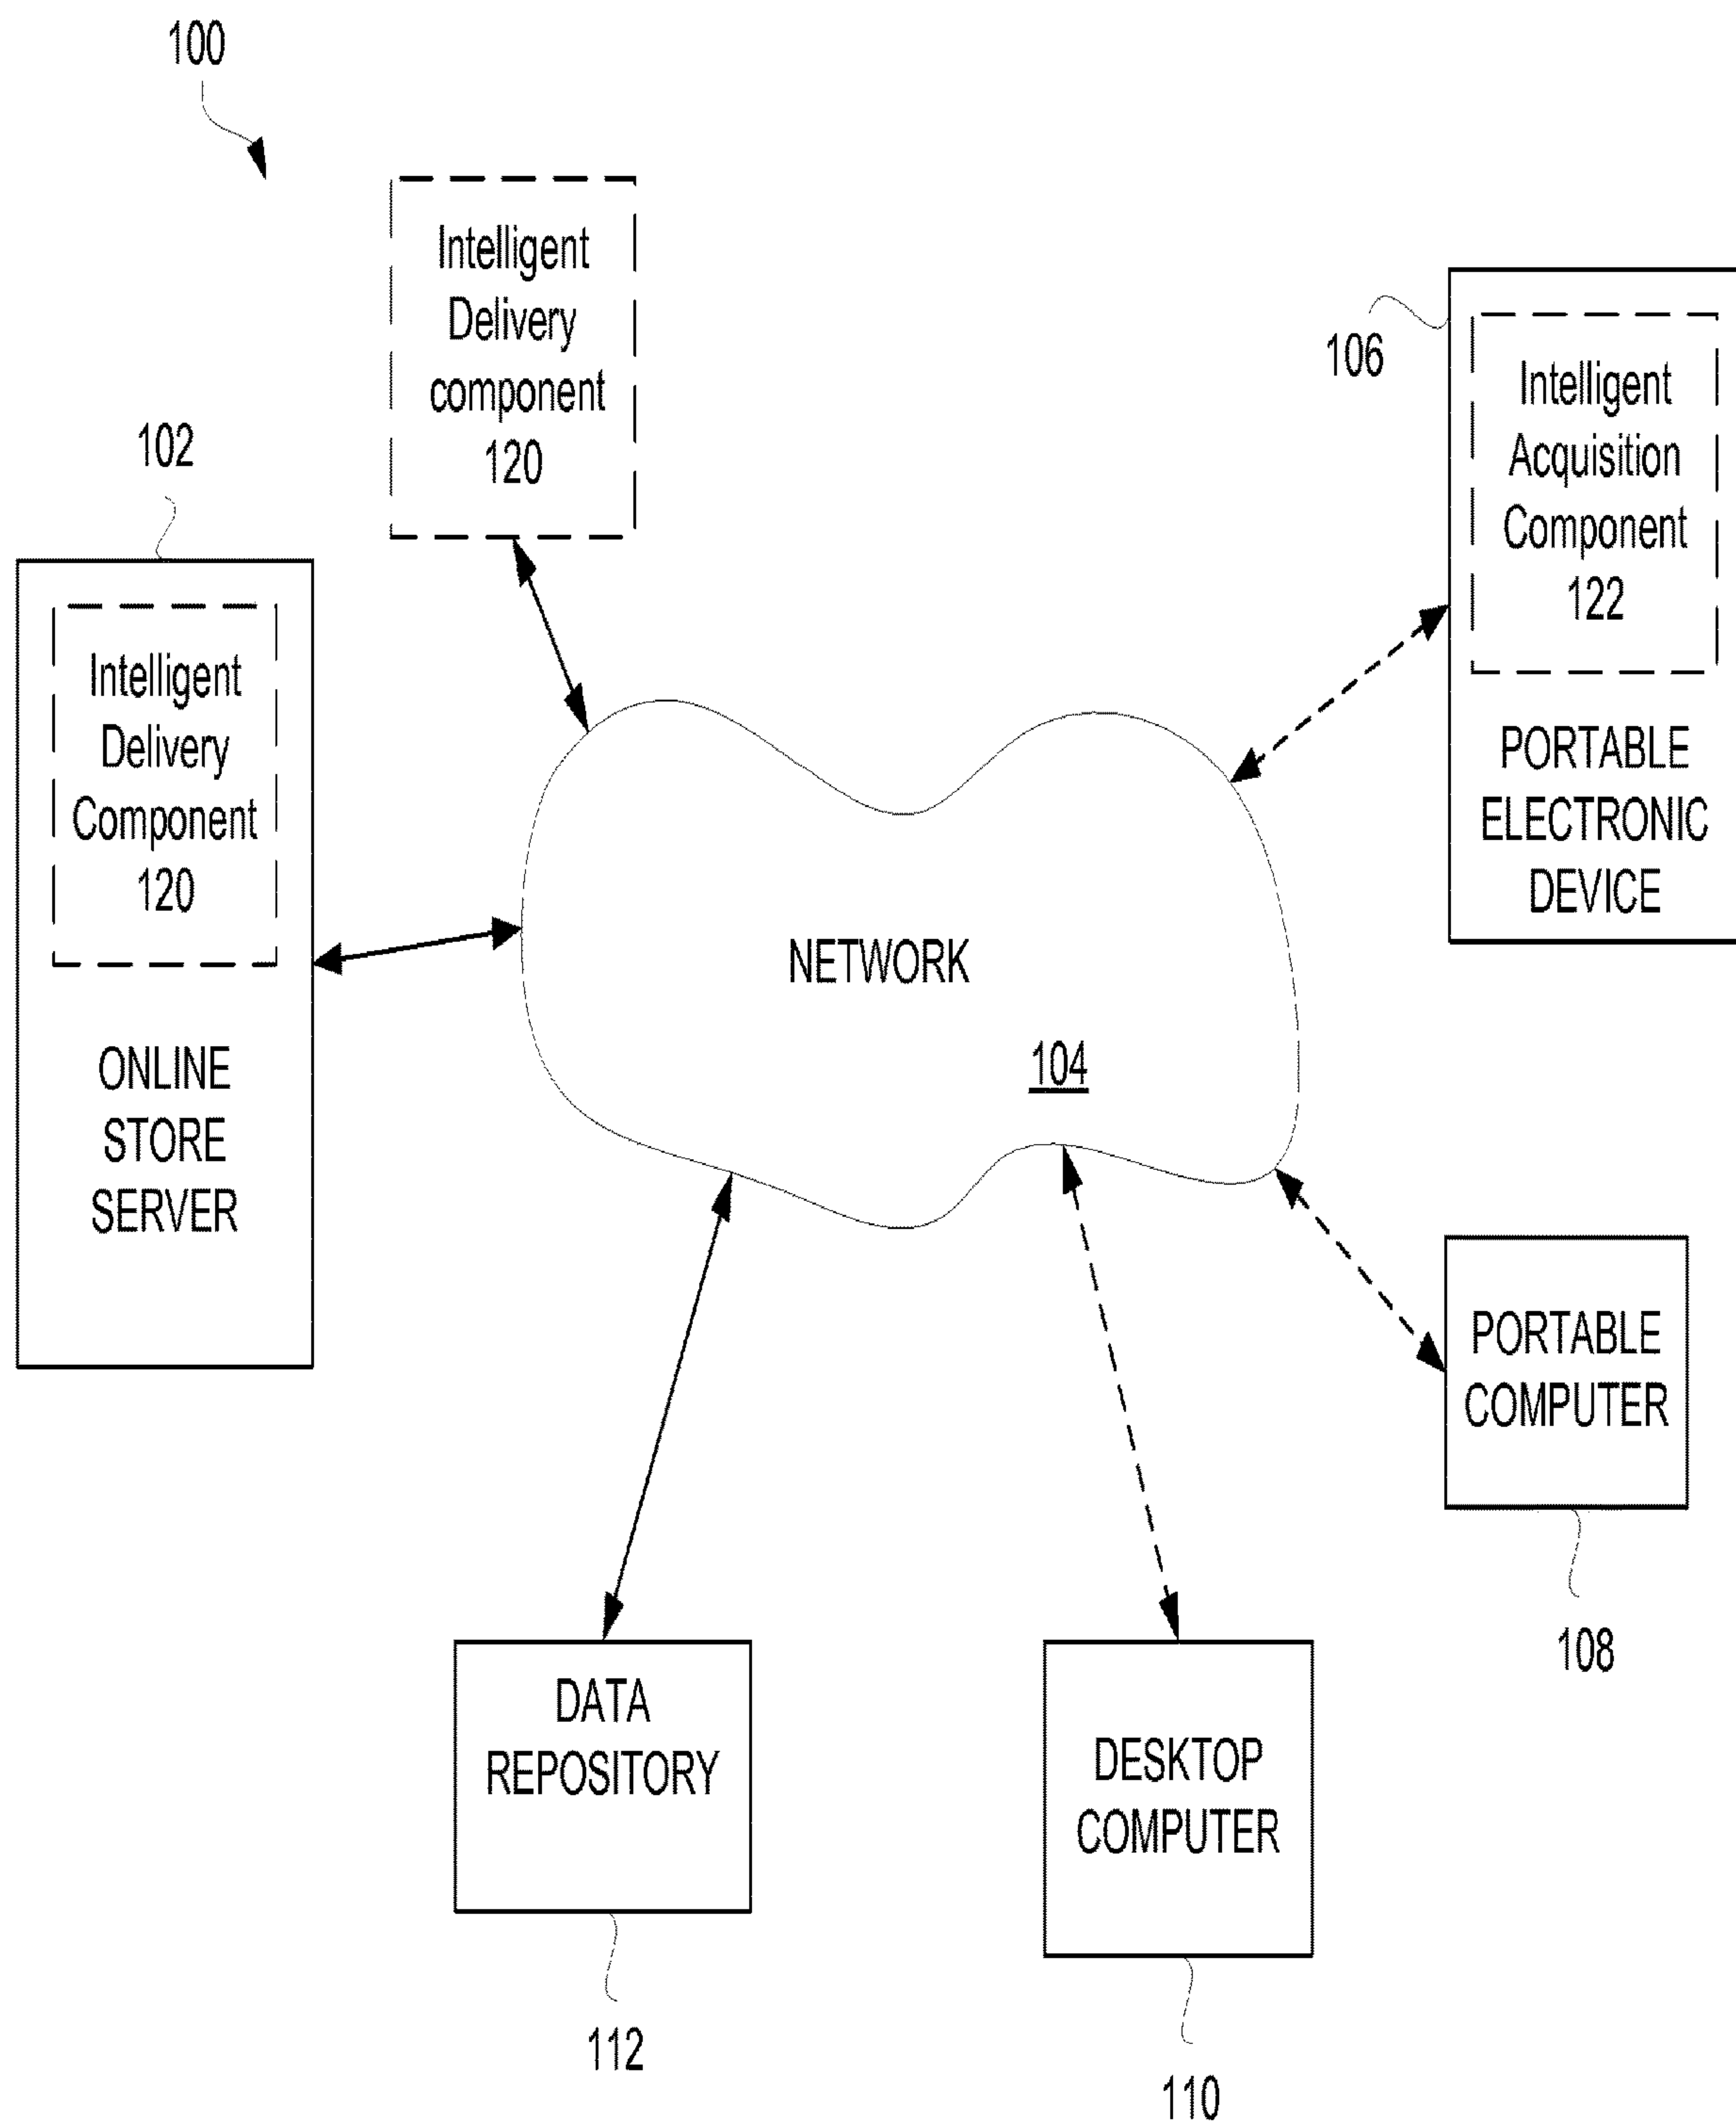 100
Intelligent
Delivery
component
120
106
Intelligent
Acquisition
Component
122
PORTABLE
ELECTRONIC
DEVICE
102
Intelligent
Delivery
Component
120
ONLINE
STORE
SERVER
NETWORK
104
PORTABLE
COMPUTER
108
DATA
REPOSITORY
112
DESKTOP
COMPUTER
110